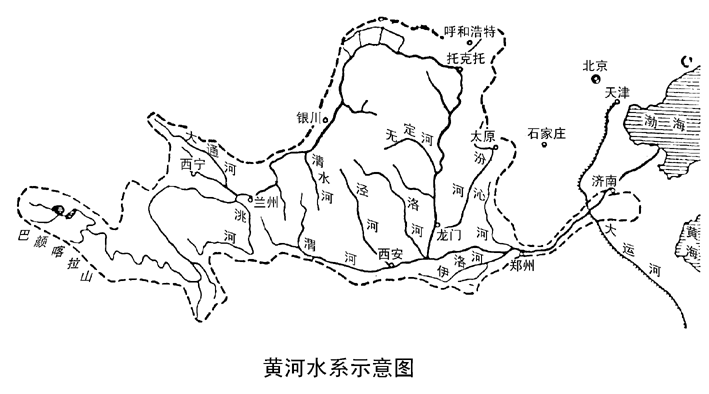 呼和浩特
托克托
北京
天津
银川
渤海
石家庄
太原
无定河
大通河
西宁
清水河
泾河
洛河
汾河
沁河
济南
兰州
洮河
龙门
渭河
西安
伊洛河
郑州
大运河
黄海
巴颜喀拉山
黄河水系示意图